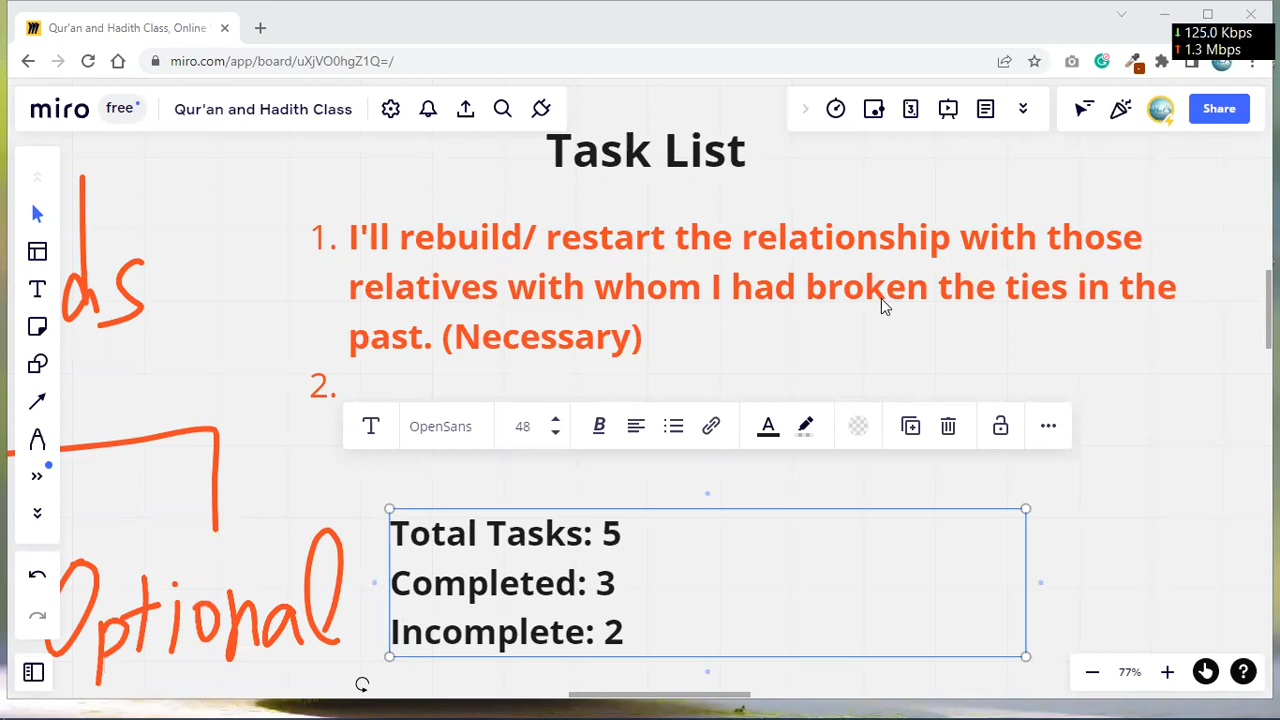 Qur'an and Hadith Class, Online
125.0 Kbps
1.3 Mbps
miro.com/app/board/uXjVO0hgZ1Q=/
miro free Qur'an and Hadith Class Share
Task List
1. I'll rebuild/ restart the relationship with those
relatives with whom I had broken the ties in the
past. (Necessary)
2.
ds
T OpenSans 48 B A
Total Tasks: 5
Completed: 3
Incomplete: 2
Optional
77%